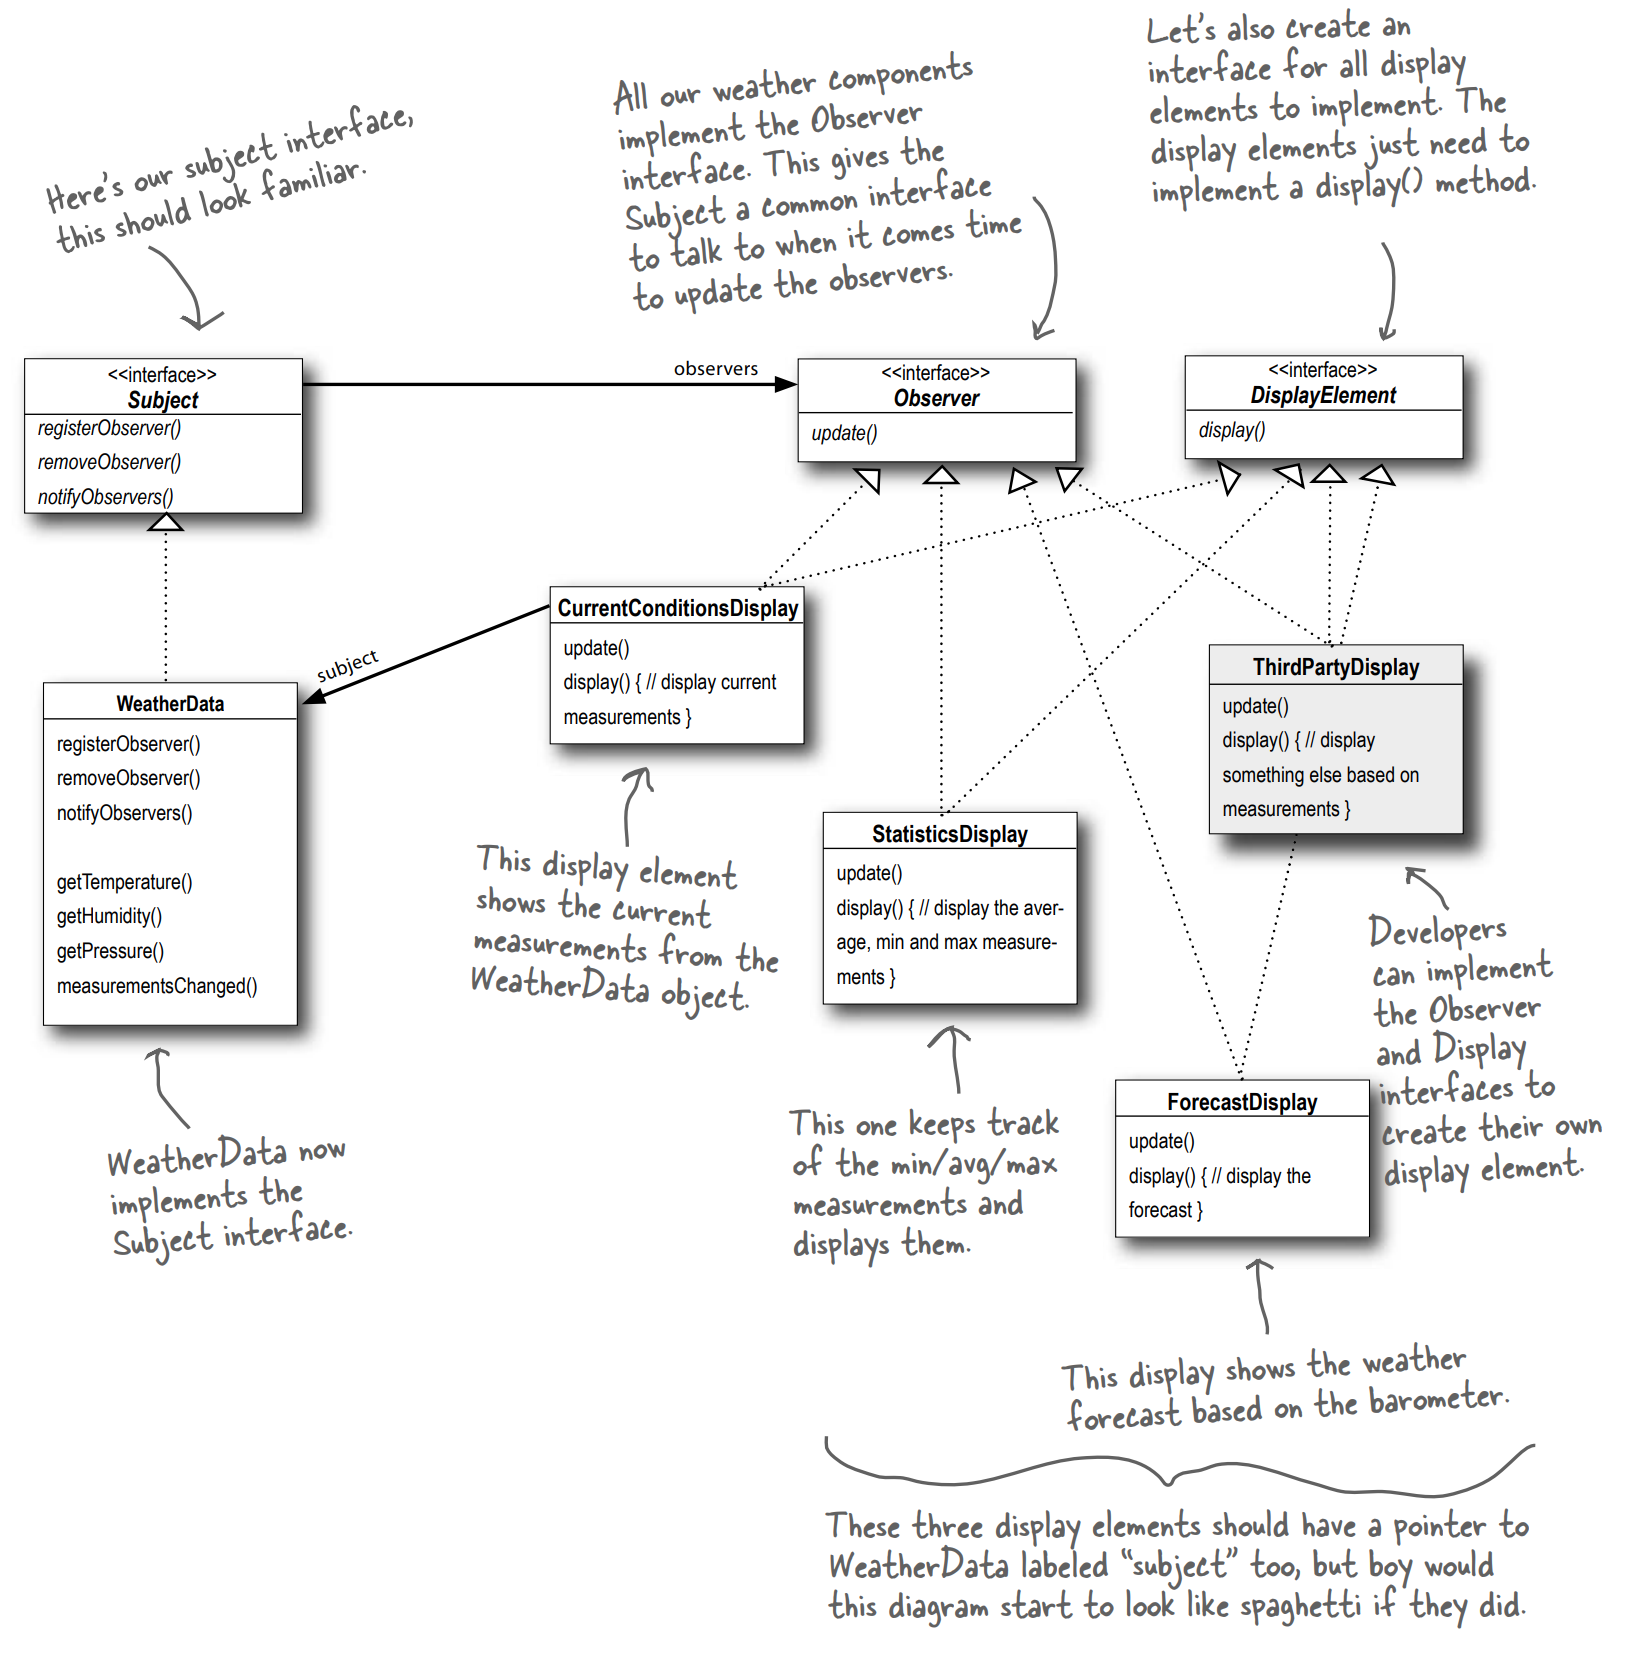 Here's our subject interface,
this should look familiar.
All our weather components
implement the Observer
interface. This gives the
Subject a common interface
to talk to when it comes time
to update the observers.
Let's also create an
interface for all display
elements to implement. The
display elements just need to
implement a display() method.
<<interface>>
Subject
registerObserver()
removeObserver()
notifyObservers()
observers
<<interface>>
Observer
update()
<<interface>>
DisplayElement
display()
CurrentConditionsDisplay
update()
display() { // display current
measurements }
subject
WeatherData
registerObserver()
removeObserver()
notifyObservers()
getTemperature()
getHumidity()
getPressure()
measurementsChanged()
ThirdPartyDisplay
update()
display() { // display
something else based on
measurements }
StatisticsDisplay
update()
display() { // display the aver-
age, min and max measure-
ments }
This display element
shows the current
measurements from the
WeatherData object.
Developers
can implement
the Observer
and Display
interfaces to
create their own
display element.
ForecastDisplay
update()
display() { // display the
forecast }
WeatherData now
implements the
Subject interface.
This one keeps track
of the min/avg/max
measurements and
displays them.
This display shows the weather
forecast based on the barometer.
These three display elements should have a pointer to
WeatherData labeled “subject” too, but boy would
this diagram start to look like spaghetti if they did.